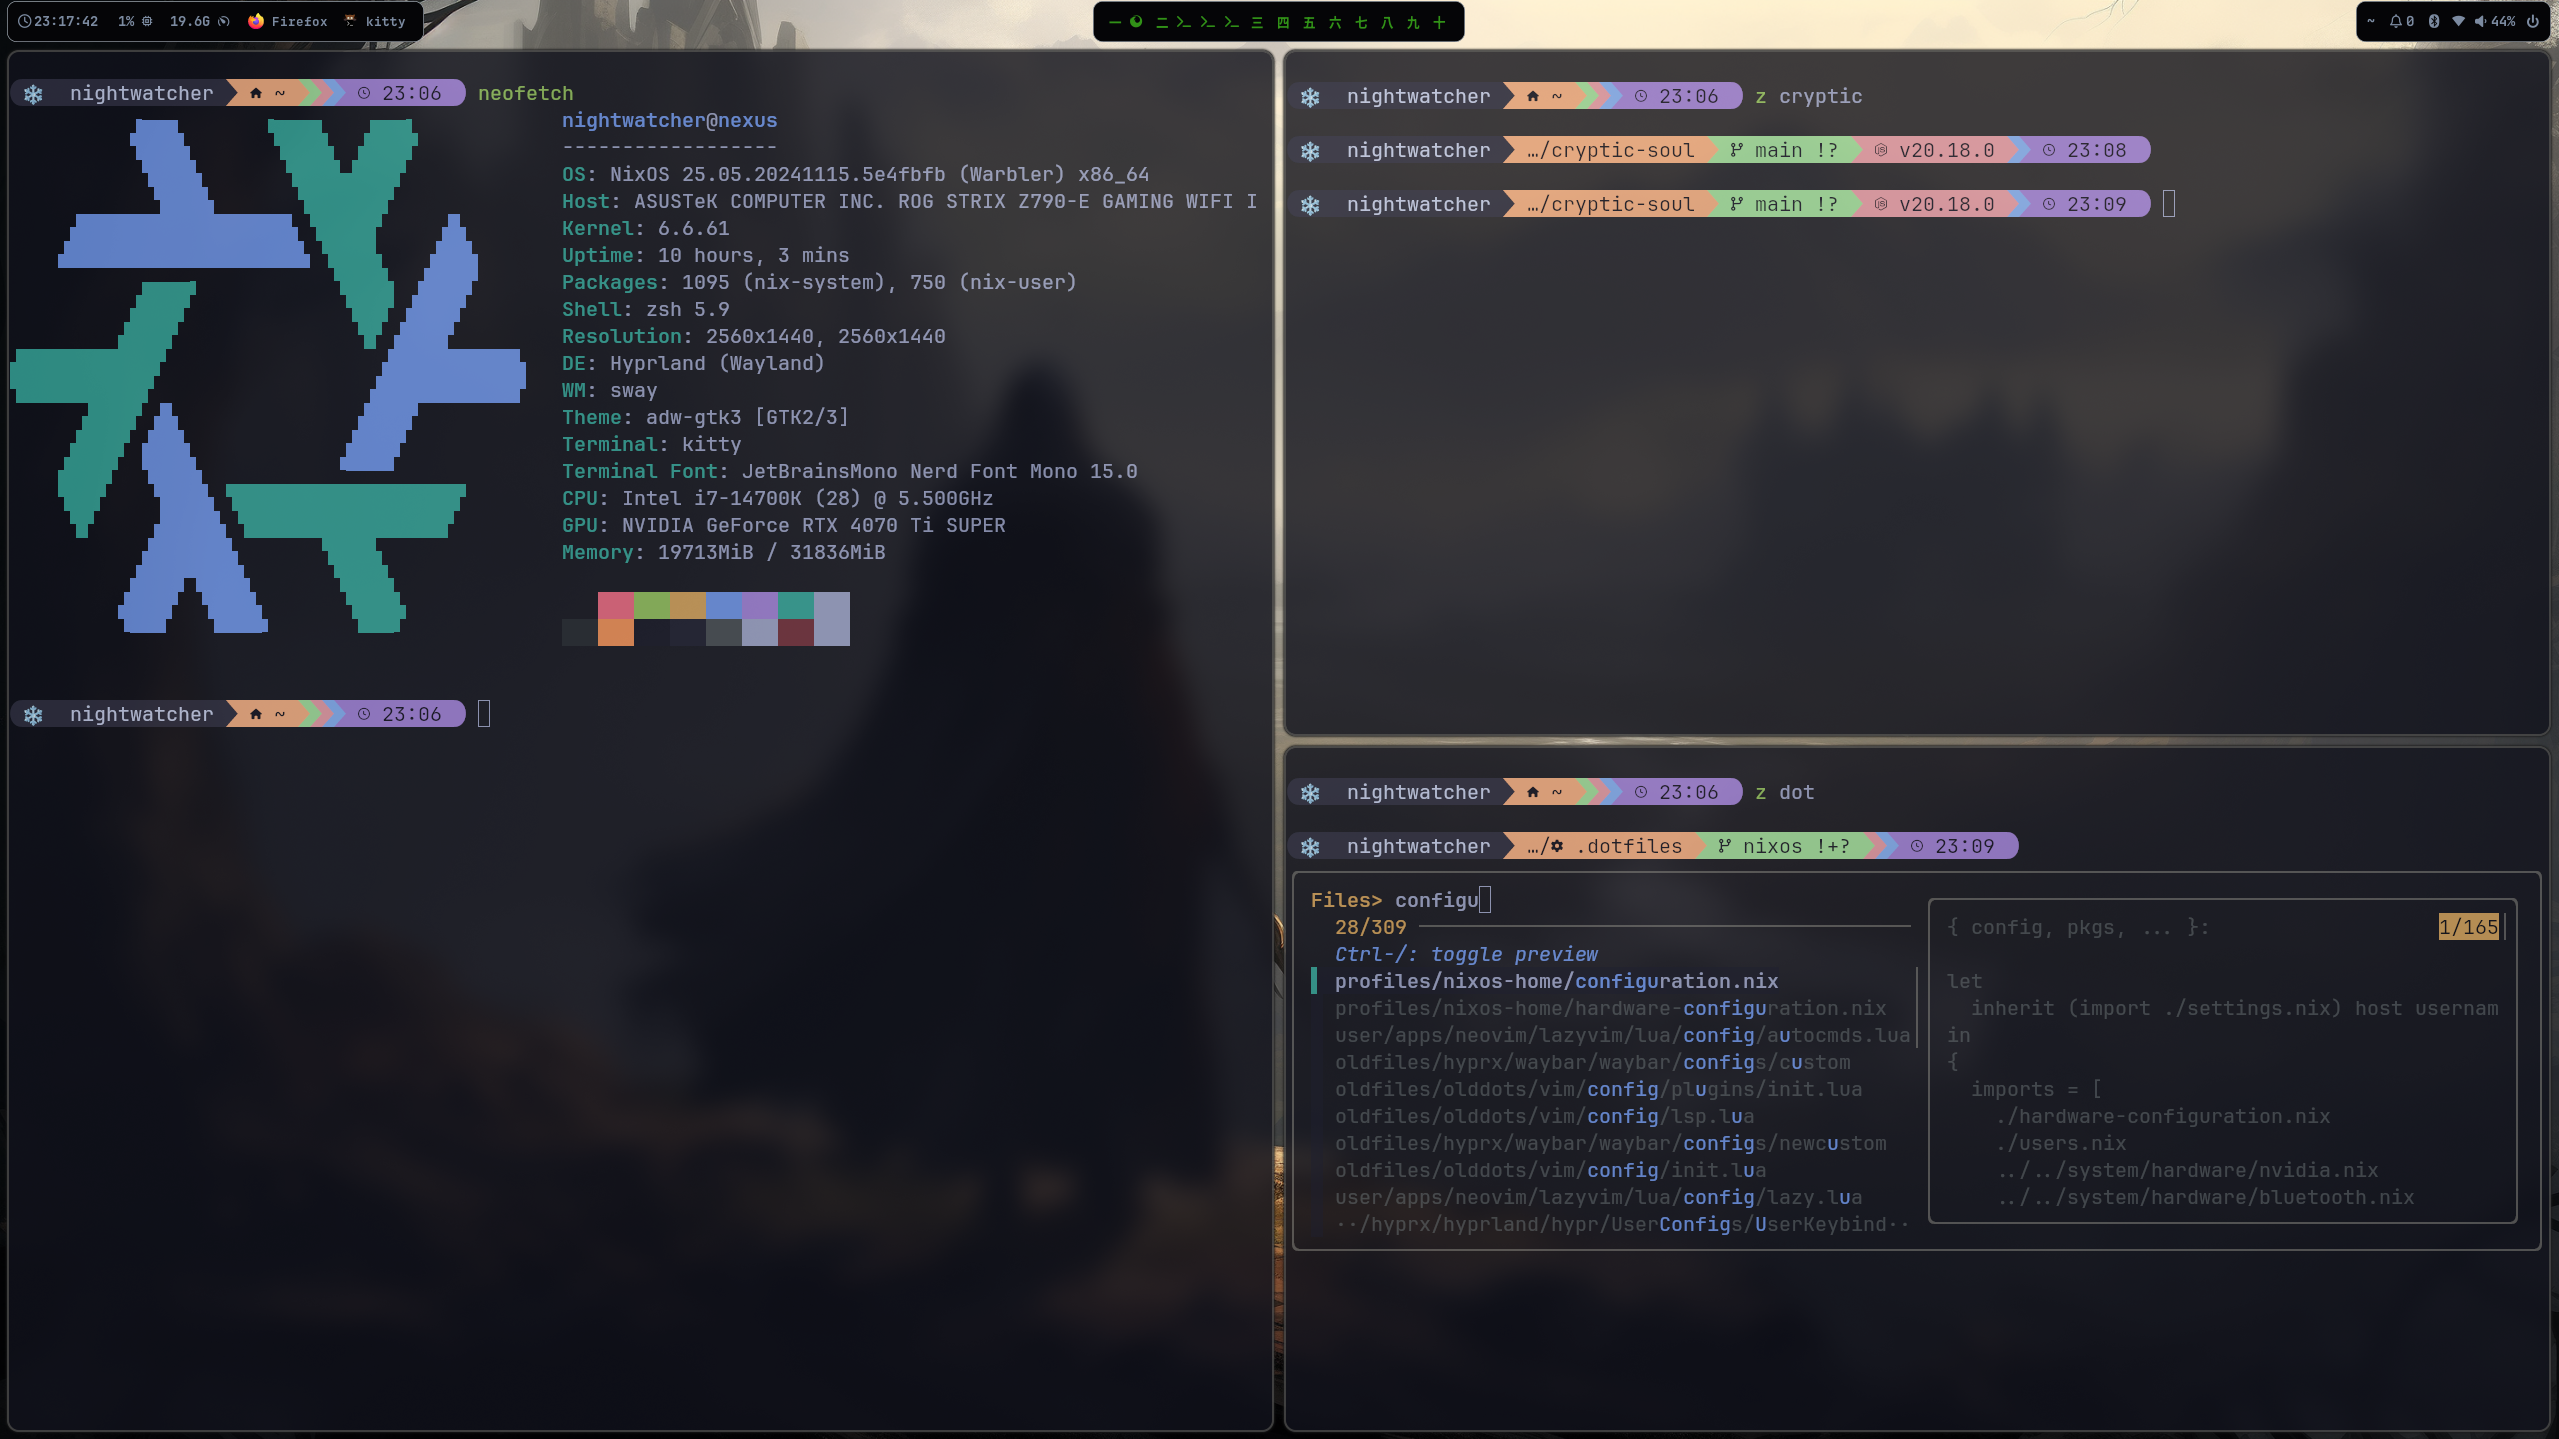 23:17:42 1% 19.6G Firefox kitty
一 二 三 四 五 六 七 八 九 十
~ 0 44%
nightwatcher ~ 23:06 neofetch
nightwatcher@nexus
------------------
OS: NixOS 25.05.20241115.5e4fbfb (Warbler) x86_64
Host: ASUSTeK COMPUTER INC. ROG STRIX Z790-E GAMING WIFI I
Kernel: 6.6.61
Uptime: 10 hours, 3 mins
Packages: 1095 (nix-system), 750 (nix-user)
Shell: zsh 5.9
Resolution: 2560x1440, 2560x1440
DE: Hyprland (Wayland)
WM: sway
Theme: adw-gtk3 [GTK2/3]
Terminal: kitty
Terminal Font: JetBrainsMono Nerd Font Mono 15.0
CPU: Intel i7-14700K (28) @ 5.500GHz
GPU: NVIDIA GeForce RTX 4070 Ti SUPER
Memory: 19713MiB / 31836MiB
nightwatcher ~ 23:06
nightwatcher ~ 23:06 z cryptic
nightwatcher …/cryptic-soul main !? v20.18.0 23:08
nightwatcher …/cryptic-soul main !? v20.18.0 23:09
nightwatcher ~ 23:06 z dot
nightwatcher …/ .dotfiles nixos !+? 23:09
Files> configu
28/309
Ctrl-/: toggle preview
profiles/nixos-home/configuration.nix
profiles/nixos-home/hardware-configuration.nix
user/apps/neovim/lazyvim/lua/config/autocmds.lua
oldfiles/hyprx/waybar/waybar/configs/custom
oldfiles/olddots/vim/config/plugins/init.lua
oldfiles/olddots/vim/config/lsp.lua
oldfiles/hyprx/waybar/waybar/configs/newcustom
oldfiles/olddots/vim/config/init.lua
user/apps/neovim/lazyvim/lua/config/lazy.lua
··/hyprx/hyprland/hypr/UserConfigs/UserKeybind··
{ config, pkgs, ... }: 1/165
let
inherit (import ./settings.nix) host usernam
in
{
imports = [
./hardware-configuration.nix
./users.nix
../../system/hardware/nvidia.nix
../../system/hardware/bluetooth.nix